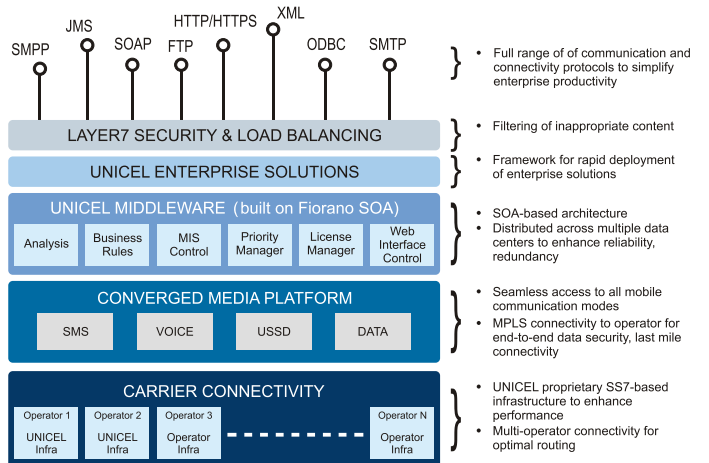 SMPP
JMS
SOAP
FTP
HTTP/HTTPS
XML
ODBC
SMTP
• Full range of of communication and
connectivity protocols to simplify
enterprise productivity
LAYER7 SECURITY & LOAD BALANCING
• Filtering of inappropriate content
UNICEL ENTERPRISE SOLUTIONS
• Framework for rapid deployment
of enterprise solutions
UNICEL MIDDLEWARE (built on Fiorano SOA)
Analysis
Business
Rules
MIS
Control
Priority
Manager
License
Manager
Web
Interface
Control
• SOA-based architecture
• Distributed across multiple data
centers to enhance reliability,
redundancy
CONVERGED MEDIA PLATFORM
SMS
VOICE
USSD
DATA
• Seamless access to all mobile
communication modes
• MPLS connectivity to operator for
end-to-end data security, last mile
connectivity
CARRIER CONNECTIVITY
Operator 1
UNICEL
Infra
Operator 2
UNICEL
Infra
Operator 3
Operator
Infra
Operator N
Operator
Infra
• UNICEL proprietary SS7-based
infrastructure to enhance
performance
• Multi-operator connectivity for
optimal routing